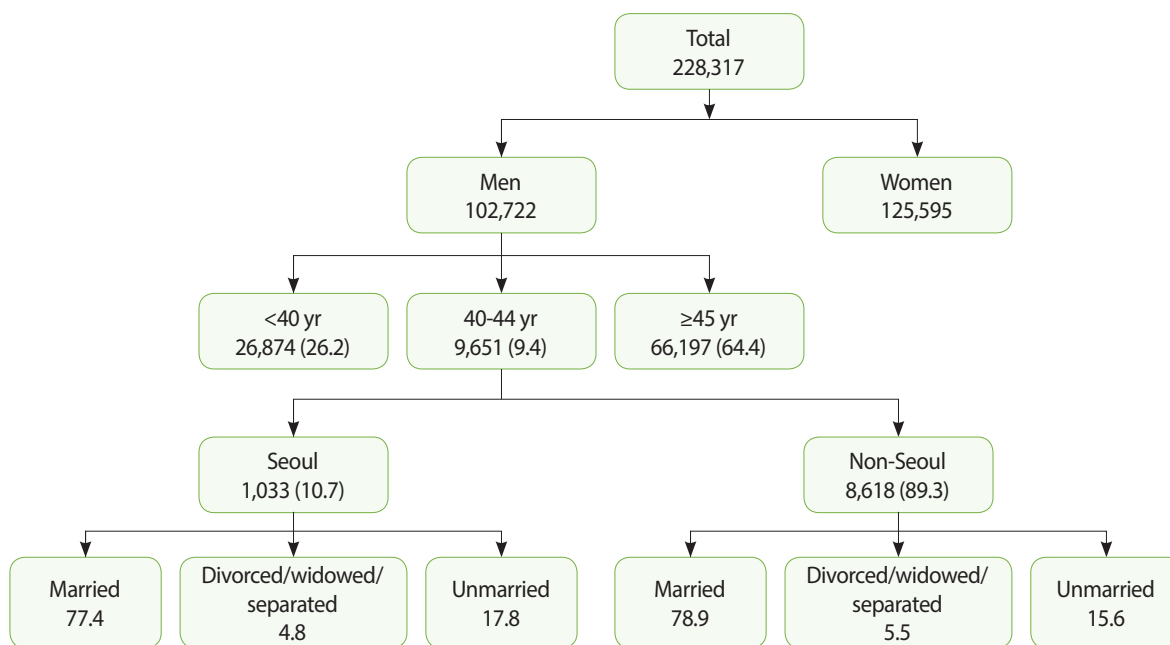 Total
228,317
Men
102,722
Women
125,595
<40 yr
26,874 (26.2)
40-44 yr
9,651 (9.4)
≥45 yr
66,197 (64.4)
Seoul
1,033 (10.7)
Non-Seoul
8,618 (89.3)
Married
77.4
Divorced/widowed/
separated
4.8
Unmarried
17.8
Married
78.9
Divorced/widowed/
separated
5.5
Unmarried
15.6